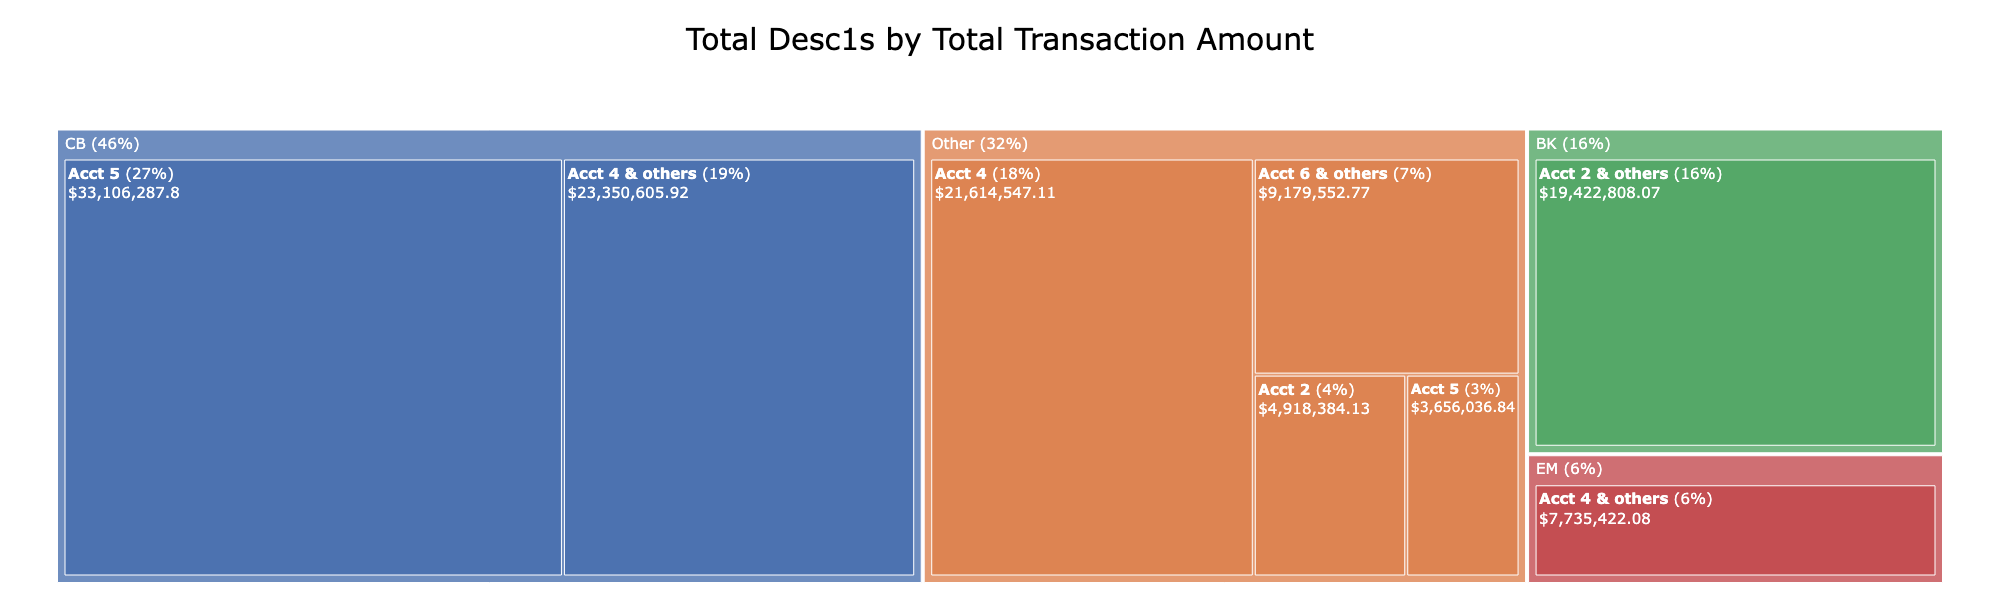 Total Desc1s by Total Transaction Amount
CB (46%)
Acct 5 (27%)
$33,106,287.8
Acct 4 & others (19%)
$23,350,605.92
Other (32%)
Acct 4 (18%)
$21,614,547.11
Acct 6 & others (7%)
$9,179,552.77
Acct 2 (4%)
$4,918,384.13
Acct 5 (3%)
$3,656,036.84
BK (16%)
Acct 2 & others (16%)
$19,422,808.07
EM (6%)
Acct 4 & others (6%)
$7,735,422.08